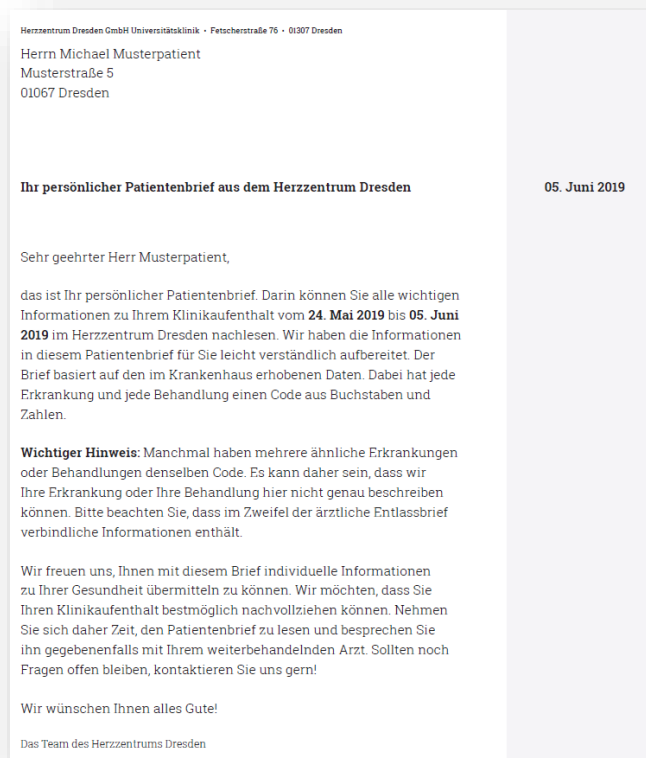 Herzzentrum Dresden GmbH Universitätsklinik • Fetscherstraße 76 • 01307 Dresden
Herrn Michael Musterpatient
Musterstraße 5
01067 Dresden
Ihr persönlicher Patientenbrief aus dem Herzzentrum Dresden 05. Juni 2019
Sehr geehrter Herr Musterpatient,
das ist Ihr persönlicher Patientenbrief. Darin können Sie alle wichtigen
Informationen zu Ihrem Klinikaufenthalt vom 24. Mai 2019 bis 05. Juni
2019 im Herzzentrum Dresden nachlesen. Wir haben die Informationen
in diesem Patientenbrief für Sie leicht verständlich aufbereitet. Der
Brief basiert auf den im Krankenhaus erhobenen Daten. Dabei hat jede
Erkrankung und jede Behandlung einen Code aus Buchstaben und
Zahlen.
Wichtiger Hinweis: Manchmal haben mehrere ähnliche Erkrankungen
oder Behandlungen denselben Code. Es kann daher sein, dass wir
Ihre Erkrankung oder Ihre Behandlung hier nicht genau beschreiben
können. Bitte beachten Sie, dass im Zweifel der ärztliche Entlassbrief
verbindliche Informationen enthält.
Wir freuen uns, Ihnen mit diesem Brief individuelle Informationen
zu Ihrer Gesundheit übermitteln zu können. Wir möchten, dass Sie
Ihren Klinikaufenthalt bestmöglich nachvollziehen können. Nehmen
Sie sich daher Zeit, den Patientenbrief zu lesen und besprechen Sie
ihn gegebenenfalls mit Ihrem weiterbehandelnden Arzt. Sollten noch
Fragen offen bleiben, kontaktieren Sie uns gern!
Wir wünschen Ihnen alles Gute!
Das Team des Herzzentrums Dresden